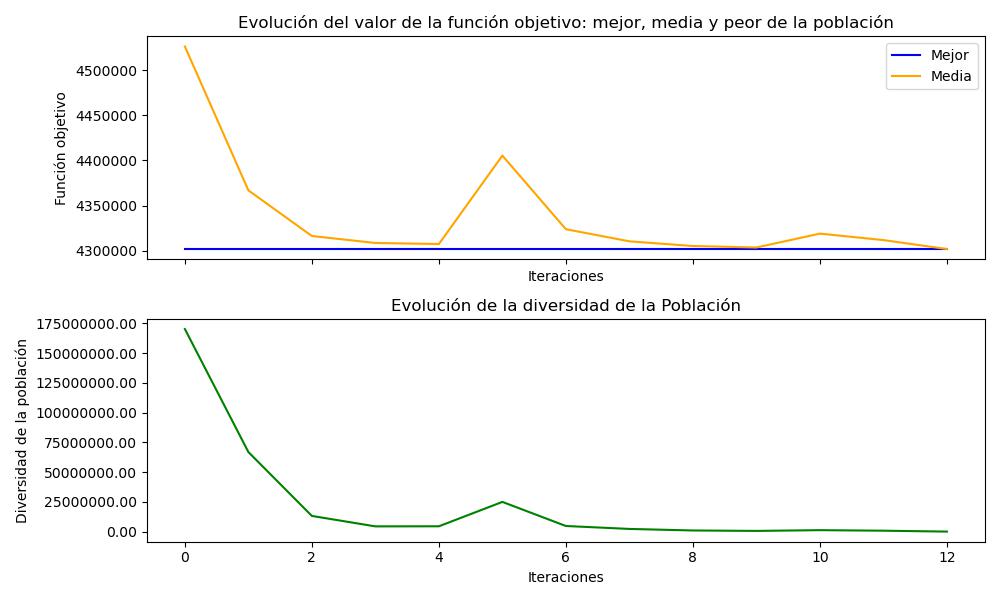 Evolución del valor de la función objetivo: mejor, media y peor de la población
Función objetivo
4500000
4450000
4400000
4350000
4300000
Mejor
Media
Iteraciones
Evolución de la diversidad de la Población
Diversidad de la población
175000000.00
150000000.00
125000000.00
100000000.00
75000000.00
50000000.00
25000000.00
0.00
0 2 4 6 8 10 12
Iteraciones